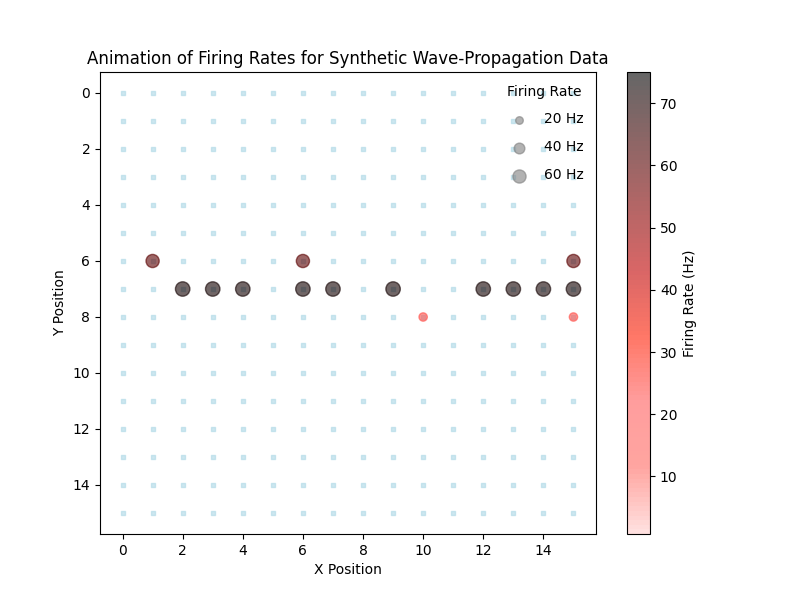 Animation of Firing Rates for Synthetic Wave-Propagation Data
Firing Rate
20 Hz
40 Hz
60 Hz
0
2
4
6
8
10
12
14
Y Position
0 2 4 6 8 10 12 14
X Position
70
60
50
40
30
20
10
Firing Rate (Hz)